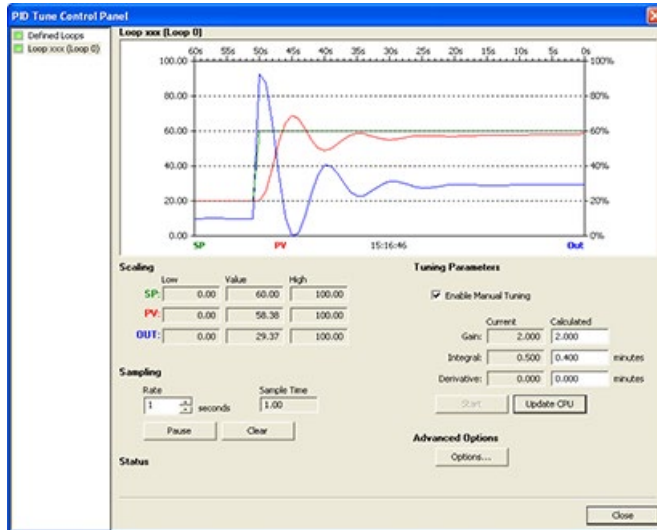 PID Tune Control Panel
Defined Loops
Loop xxx (Loop 0)
Loop xxx (Loop 0)
60s 55s 50s 45s 40s 35s 30s 25s 20s 15s 10s 5s 0s
100.00 100%
80.00 80%
60.00 60%
40.00 40%
20.00 20%
0.00 0%
SP PV 15:16:46 Out
Scaling
Low Value High
SP: 0.00 60.00 100.00
PV: 0.00 58.38 100.00
OUT: 0.00 29.37 100.00
Sampling
Rate Sample Time
1 seconds 1.00
Pause Clear
Status
Tuning Parameters
Enable Manual Tuning
Current Calculated
Gain: 2.000 2.000
Integral: 0.500 0.400 minutes
Derivative: 0.000 0.000 minutes
Start Update CPU
Advanced Options
Options...
Close